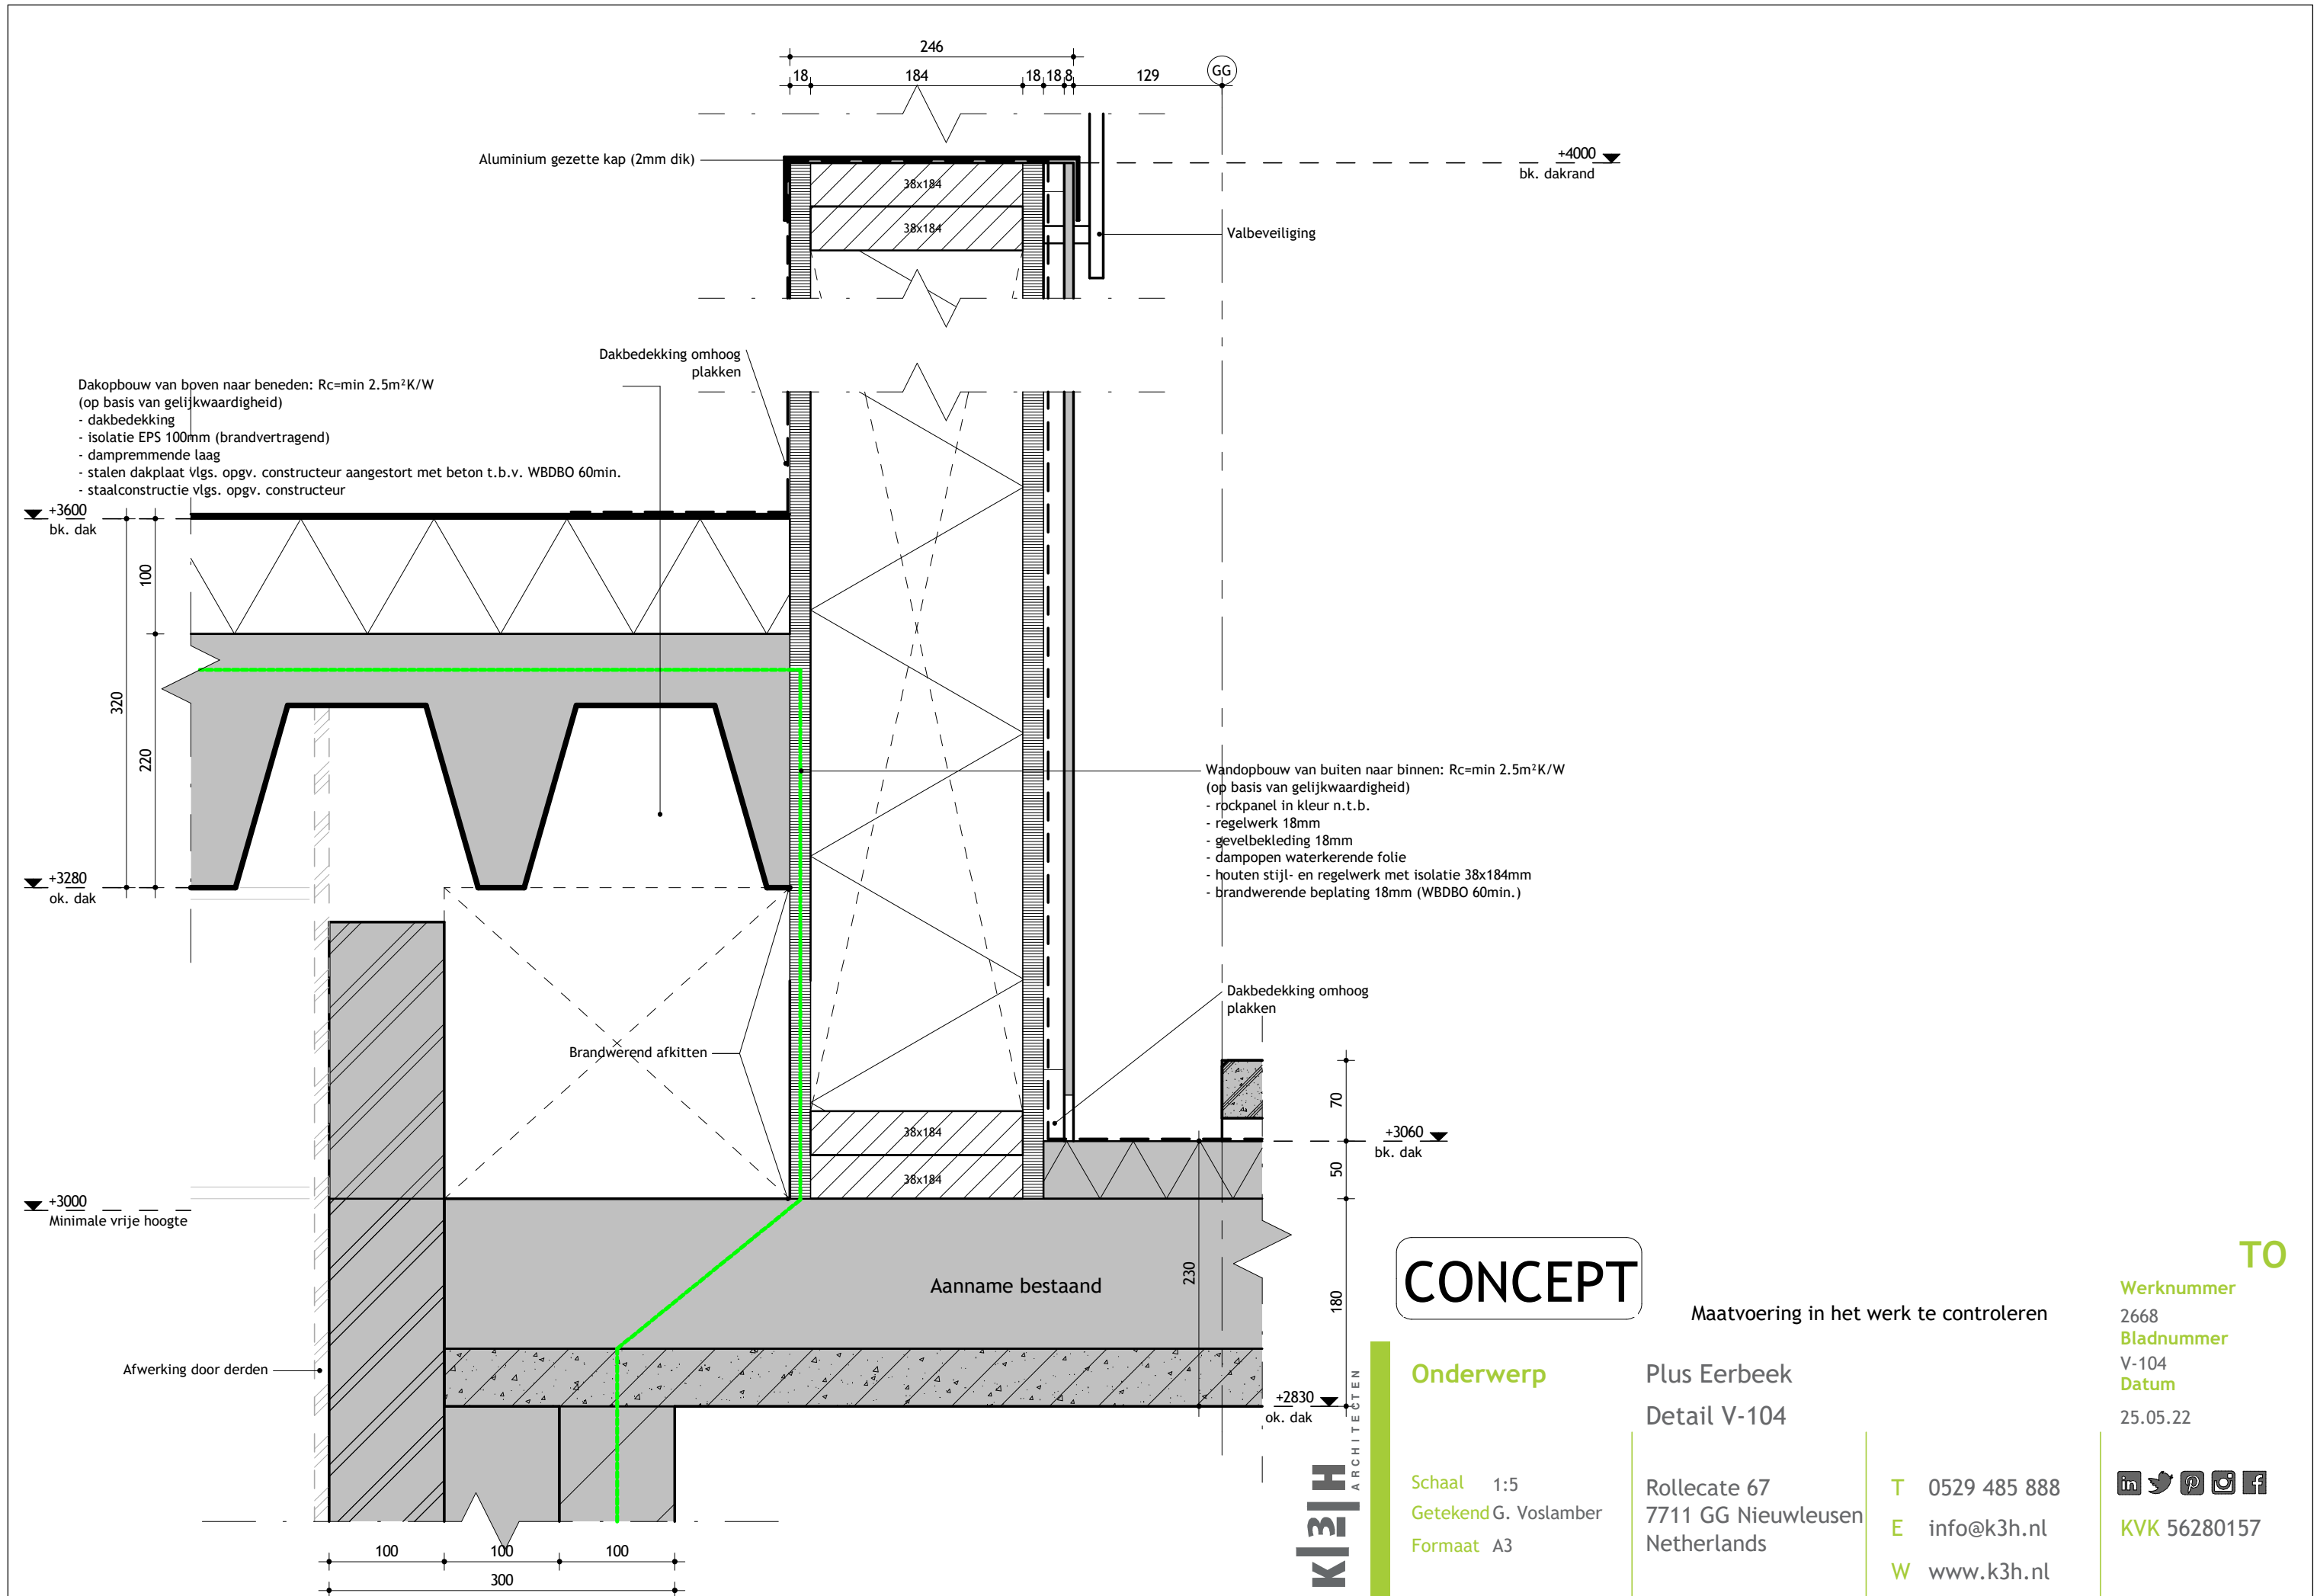 246
18
184
18
18
8
129
GG
Aluminium gezette kap (2mm dik)
+4000
bk. dakrand
38x184
38x184
Valbeveiliging
Dakbedekking omhoog
plakken
Dakopbouw van boven naar beneden: Rc=min 2.5m²K/W
(op basis van gelijkwaardigheid)
- dakbedekking
- isolatie EPS 100mm (brandvertragend)
- dampremmende laag
- stalen dakplaat vlgs. opgv. constructeur aangestort met beton t.b.v. WBDBO 60min.
- staalconstructie vlgs. opgv. constructeur
+3600
bk. dak
100
320
220
+3280
ok. dak
Wandopbouw van buiten naar binnen: Rc=min 2.5m²K/W
(op basis van gelijkwaardigheid)
- rockpanel in kleur n.t.b.
- regelwerk 18mm
- gevelbekleding 18mm
- dampopen waterkerende folie
- houten stijl- en regelwerk met isolatie 38x184mm
- brandwerende beplating 18mm (WBDBO 60min.)
Dakbedekking omhoog
plakken
Brandwerend afkitten
38x184
38x184
70
+3060
bk. dak
50
+3000
Minimale vrije hoogte
Aanname bestaand
230
180
Afwerking door derden
+2830
ok. dak
100
100
100
300
CONCEPT
Maatvoering in het werk te controleren
TO
Werknummer
2668
Bladnummer
V-104
Datum
25.05.22
K3H
ARCHITECTEN
Onderwerp
Plus Eerbeek
Detail V-104
Schaal 1:5
Getekend G. Voslamber
Formaat A3
Rollecate 67
7711 GG Nieuwleusen
Netherlands
T 0529 485 888
E info@k3h.nl
W www.k3h.nl
KVK 56280157